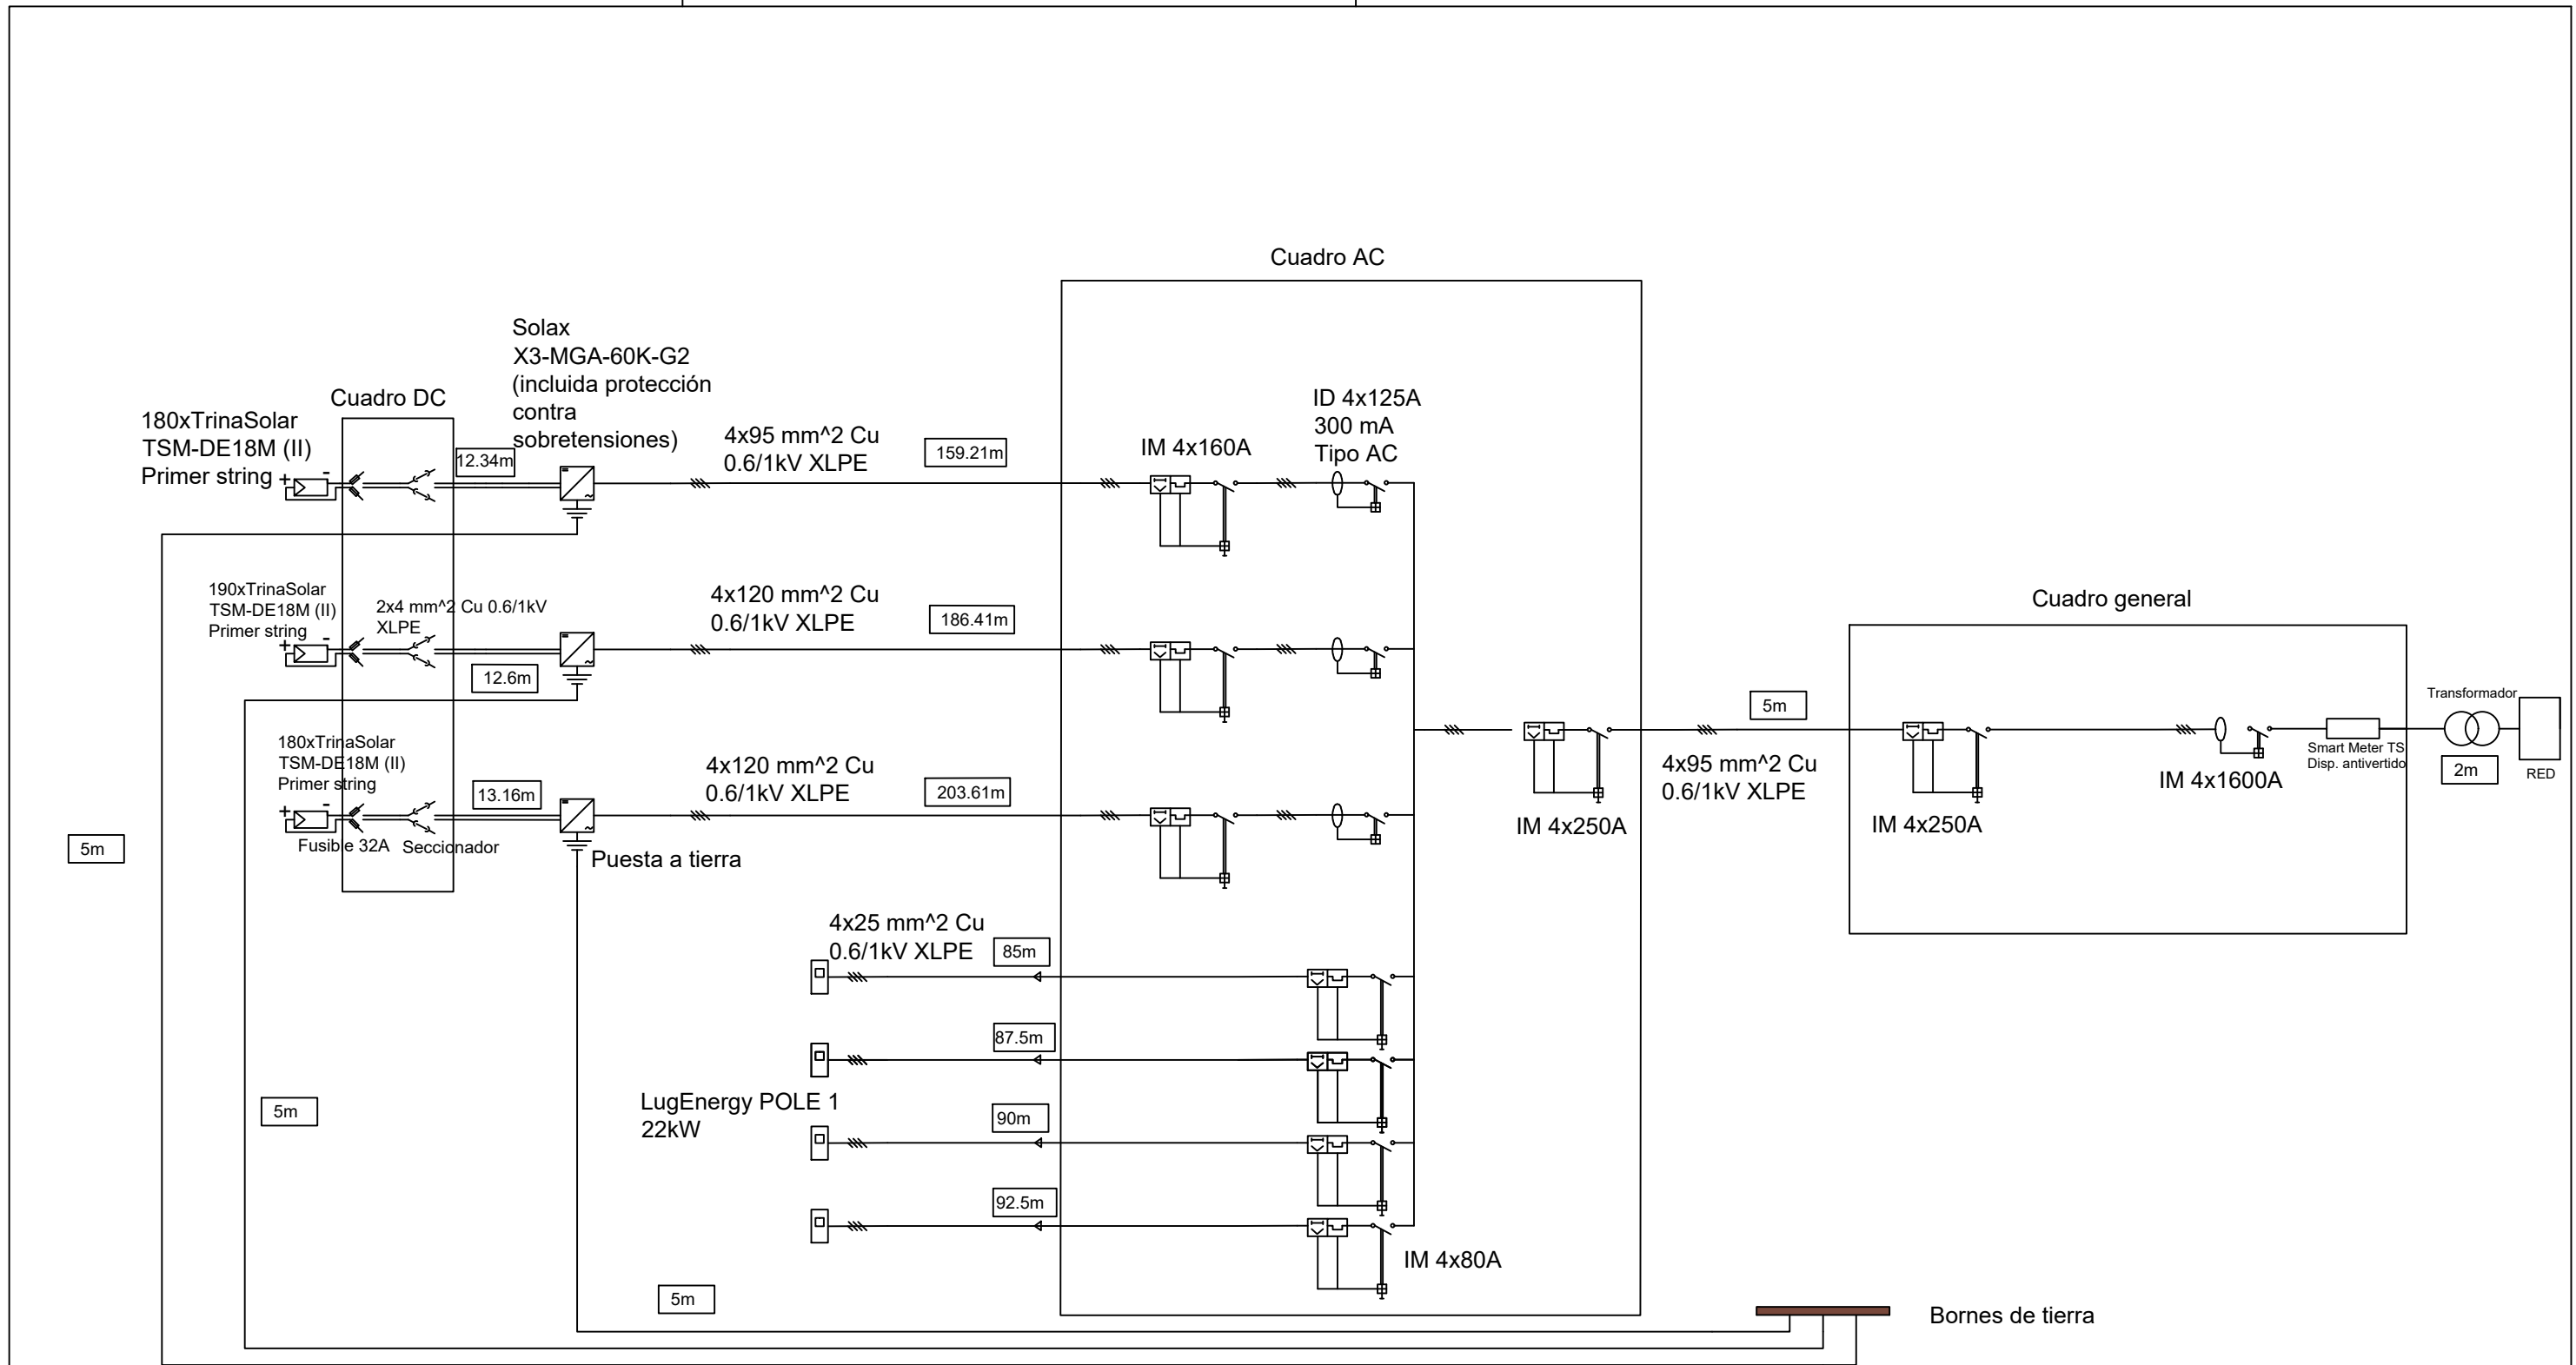 Cuadro AC
Solax
X3-MGA-60K-G2
(incluida protección
contra
sobretensiones)
Cuadro DC
180xTrinaSolar
TSM-DE18M (II)
Primer string
+
-
12.34m
4x95 mm^2 Cu
0.6/1kV XLPE
159.21m
IM 4x160A
ID 4x125A
300 mA
Tipo AC
~
190xTrinaSolar
TSM-DE18M (II)
Primer string
+
-
2x4 mm^2 Cu 0.6/1kV
XLPE
12.6m
~
4x120 mm^2 Cu
0.6/1kV XLPE
186.41m
Cuadro general
180xTrinaSolar
TSM-DE18M (II)
Primer string
+
-
13.16m
~
Fusible 32A
Seccionador
Puesta a tierra
4x120 mm^2 Cu
0.6/1kV XLPE
203.61m
IM 4x250A
5m
4x95 mm^2 Cu
0.6/1kV XLPE
IM 4x250A
IM 4x1600A
Smart Meter TS
Disp. antivertido
Transformador
2m
RED
5m
4x25 mm^2 Cu
0.6/1kV XLPE
85m
87.5m
LugEnergy POLE 1
22kW
90m
92.5m
IM 4x80A
5m
5m
Bornes de tierra